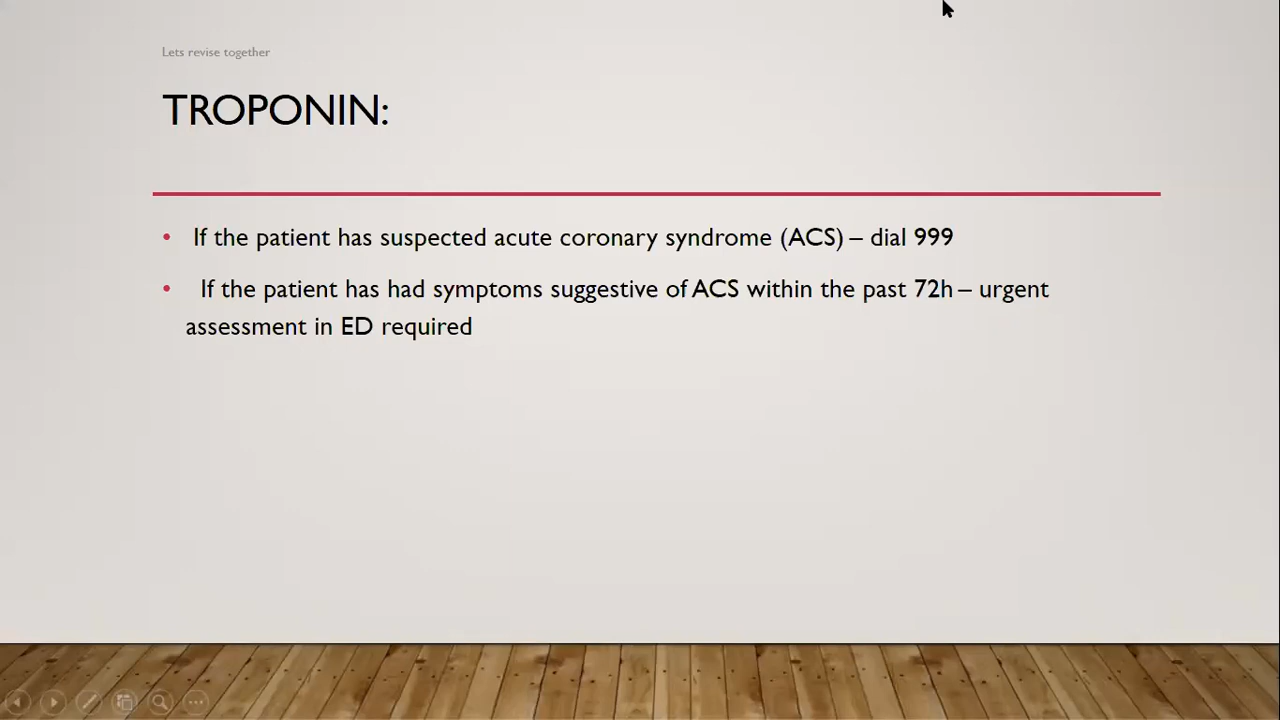 Lets revise together
TROPONIN:
• If the patient has suspected acute coronary syndrome (ACS) – dial 999
• If the patient has had symptoms suggestive of ACS within the past 72h – urgent
assessment in ED required